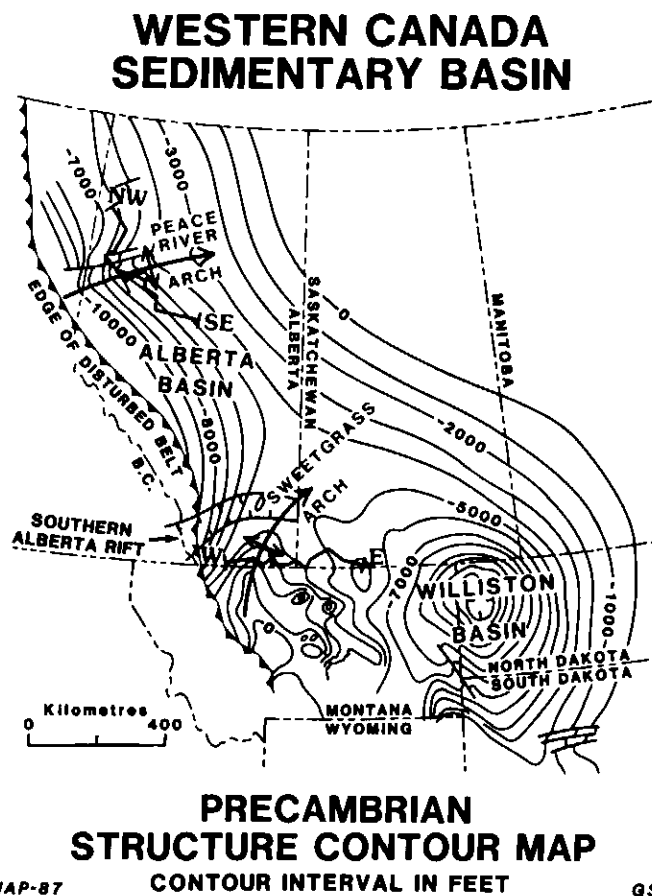 WESTERN CANADA
SEDIMENTARY BASIN
-7000
-3000
NW
PEACE
RIVER
ARCH
SE
EDGE OF DISTURBED BELT
-10000
ALBERTA
BASIN
SASKATCHEWAN
ALBERTA
0
MANITOBA
-8000
-2000
B.C.
SWEETGRASS
ARCH
-5000
SOUTHERN
ALBERTA RIFT
W
E
-7000
WILLISTON
BASIN
-1000
0
0
NORTH DAKOTA
SOUTH DAKOTA
Kilometres
0 400
MONTANA
WYOMING
PRECAMBRIAN
STRUCTURE CONTOUR MAP
CONTOUR INTERVAL IN FEET